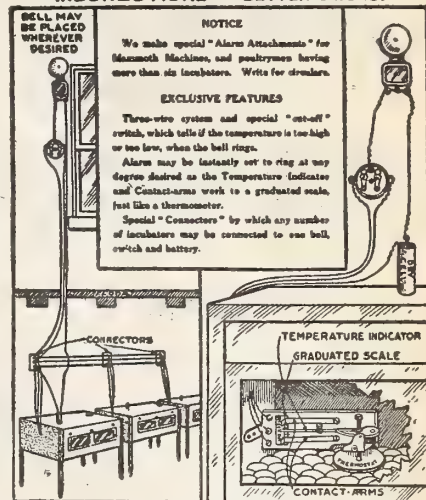 BELL MAY
BE PLACED
WHEREVER
DESIRED
NOTICE
We make special "Alarm Attachments" for
Mammoth Machines, and poultrymen having
more than six incubators. Write for circulars.
EXCLUSIVE FEATURES
Three-wire system and special "cut-off"
switch, which tells if the temperature is too high
or too low, when the bell rings.
Alarm may be instantly set to ring at any
degree desired as the Temperature Indicator
and Contact-arms work to a graduated scale,
just like a thermometer.
Special "Connectors" by which any number
of incubators may be connected to one bell,
switch and battery.
DRY
CELL
FLOOR
CONNECTORS
TEMPERATURE INDICATOR
GRADUATED SCALE
THERMOSTAT
CONTACT-ARMS